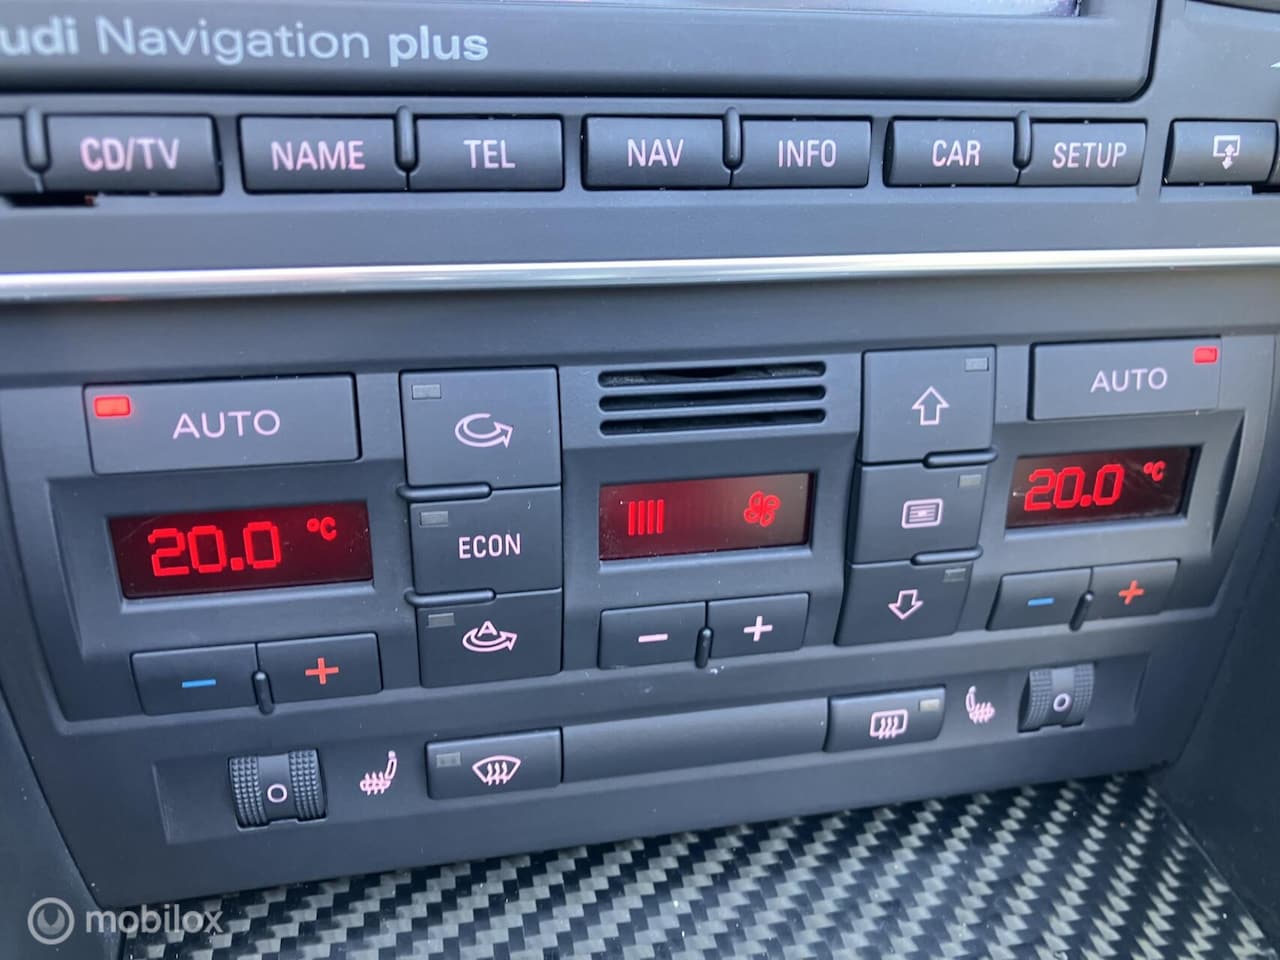 udi Navigation plus
CD/TV NAME TEL NAV INFO CAR SETUP
AUTO AUTO
20.0 °C 20.0 °C
ECON
A
- + - + - +
O O
mobilox